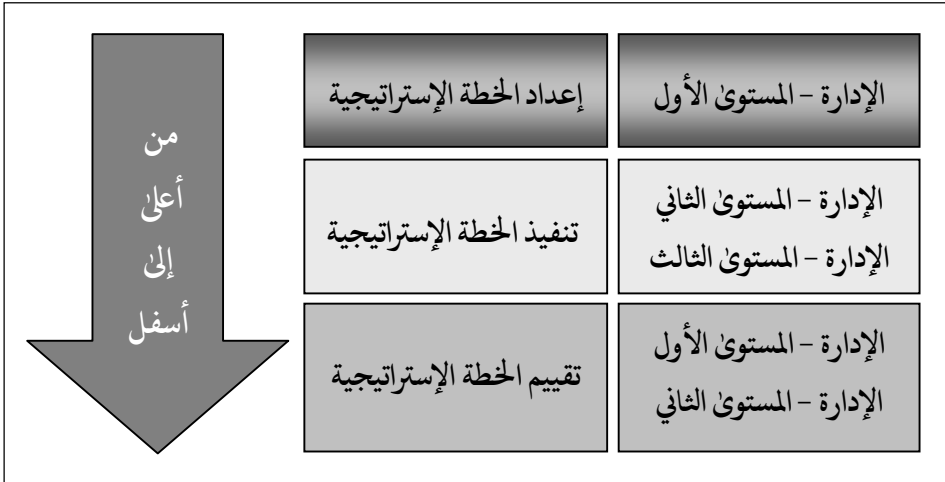 الإدارة – المستوىٰ الأول
إعداد الخطة الإستراتيجية
الإدارة – المستوىٰ الثاني
الإدارة – المستوىٰ الثالث
تنفيذ الخطة الإستراتيجية
الإدارة – المستوىٰ الأول
الإدارة – المستوىٰ الثاني
تقييم الخطة الإستراتيجية
من
أعلىٰ
إلىٰ
أسفل